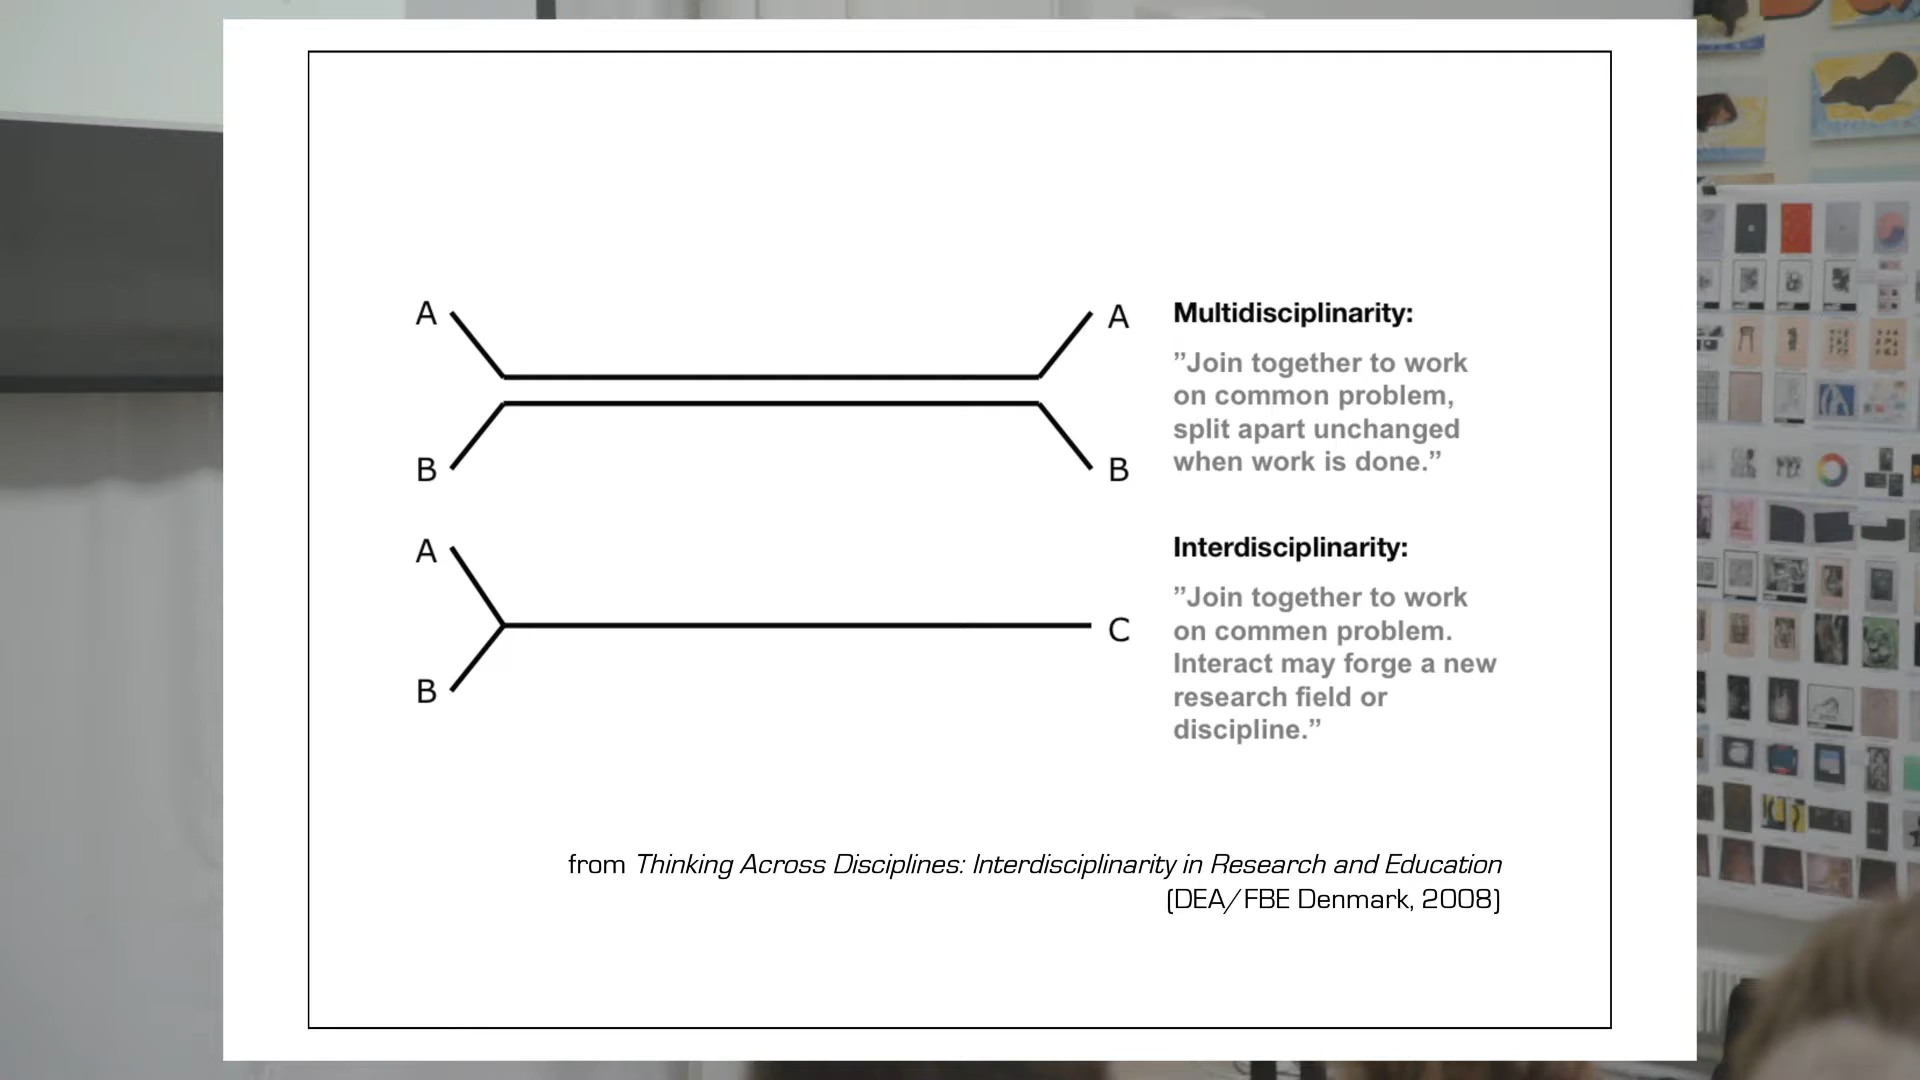 A
A
B
B
Multidisciplinarity:
”Join together to work
on common problem,
split apart unchanged
when work is done.”
A
B
C
Interdisciplinarity:
”Join together to work
on commen problem.
Interact may forge a new
research field or
discipline.”
from Thinking Across Disciplines: Interdisciplinarity in Research and Education
(DEA/FBE Denmark, 2008)